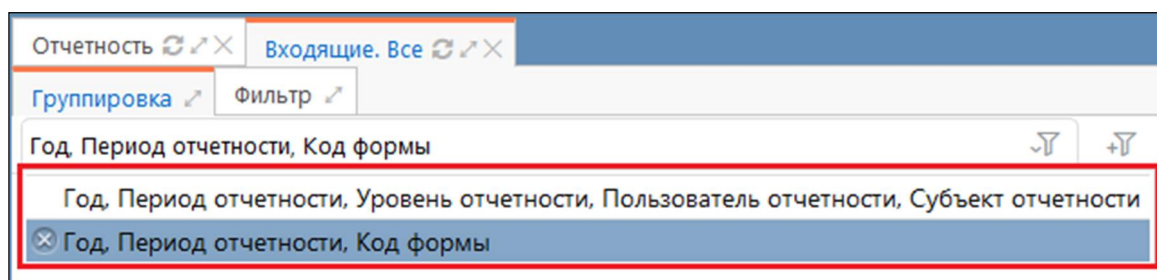 Отчетность Входящие. Все
Группировка Фильтр
Год, Период отчетности, Код формы
Год, Период отчетности, Уровень отчетности, Пользователь отчетности, Субъект отчетности
Год, Период отчетности, Код формы